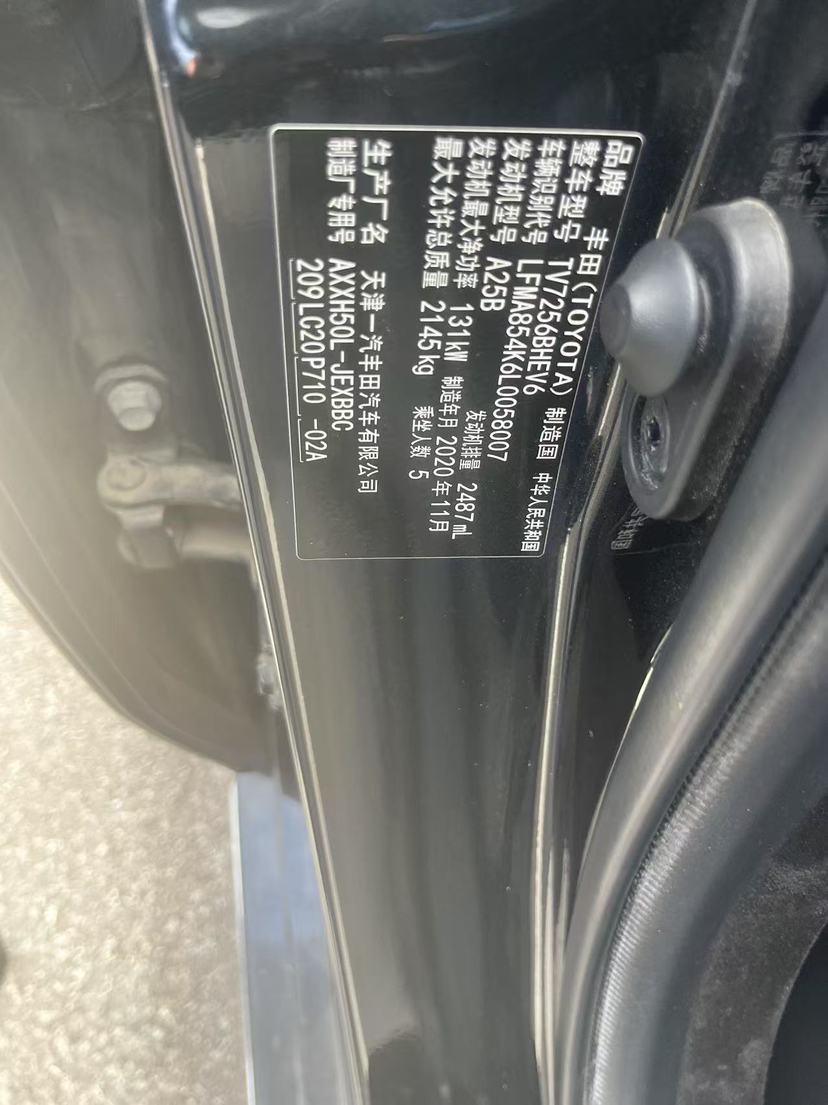 品牌 丰田(TOYOTA) 制造国 中华人民共和国
整车型号 TV7256BHEV6
车辆识别代号 LFMA854K6L0058007
发动机型号 A25B 发动机排量 2487mL
发动机最大净功率 131kW 制造年月 2020年11月
最大允许总质量 2145kg 乘坐人数 5
生产厂名 天津一汽丰田汽车有限公司
制造厂专用号 AXXH50L-JEXBBC
209LC20P710 -02A